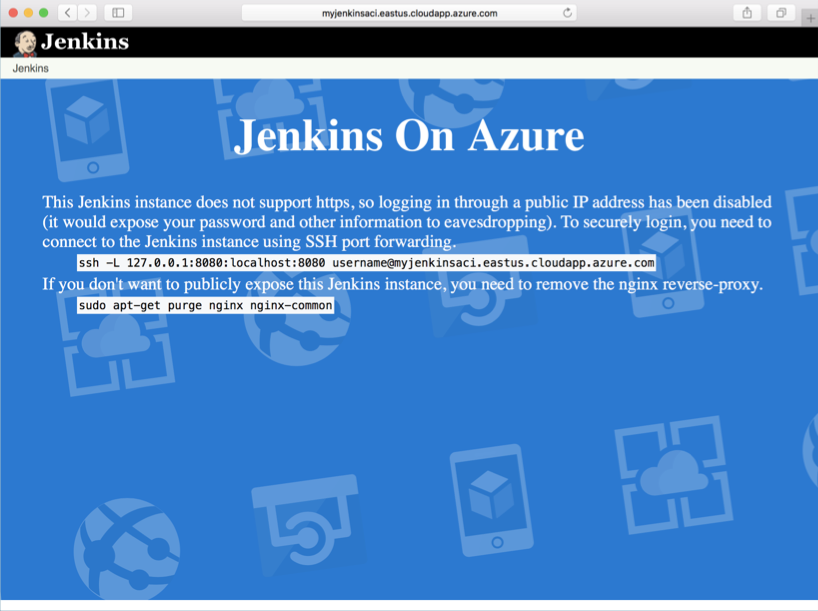 myjenkinsaci.eastus.cloudapp.azure.com
Jenkins
Jenkins
Jenkins On Azure
This Jenkins instance does not support https, so logging in through a public IP address has been disabled
(it would expose your password and other information to eavesdropping). To securely login, you need to
connect to the Jenkins instance using SSH port forwarding.
ssh -L 127.0.0.1:8080:localhost:8080 username@myjenkinsaci.eastus.cloudapp.azure.com
If you don't want to publicly expose this Jenkins instance, you need to remove the nginx reverse-proxy.
sudo apt-get purge nginx nginx-common